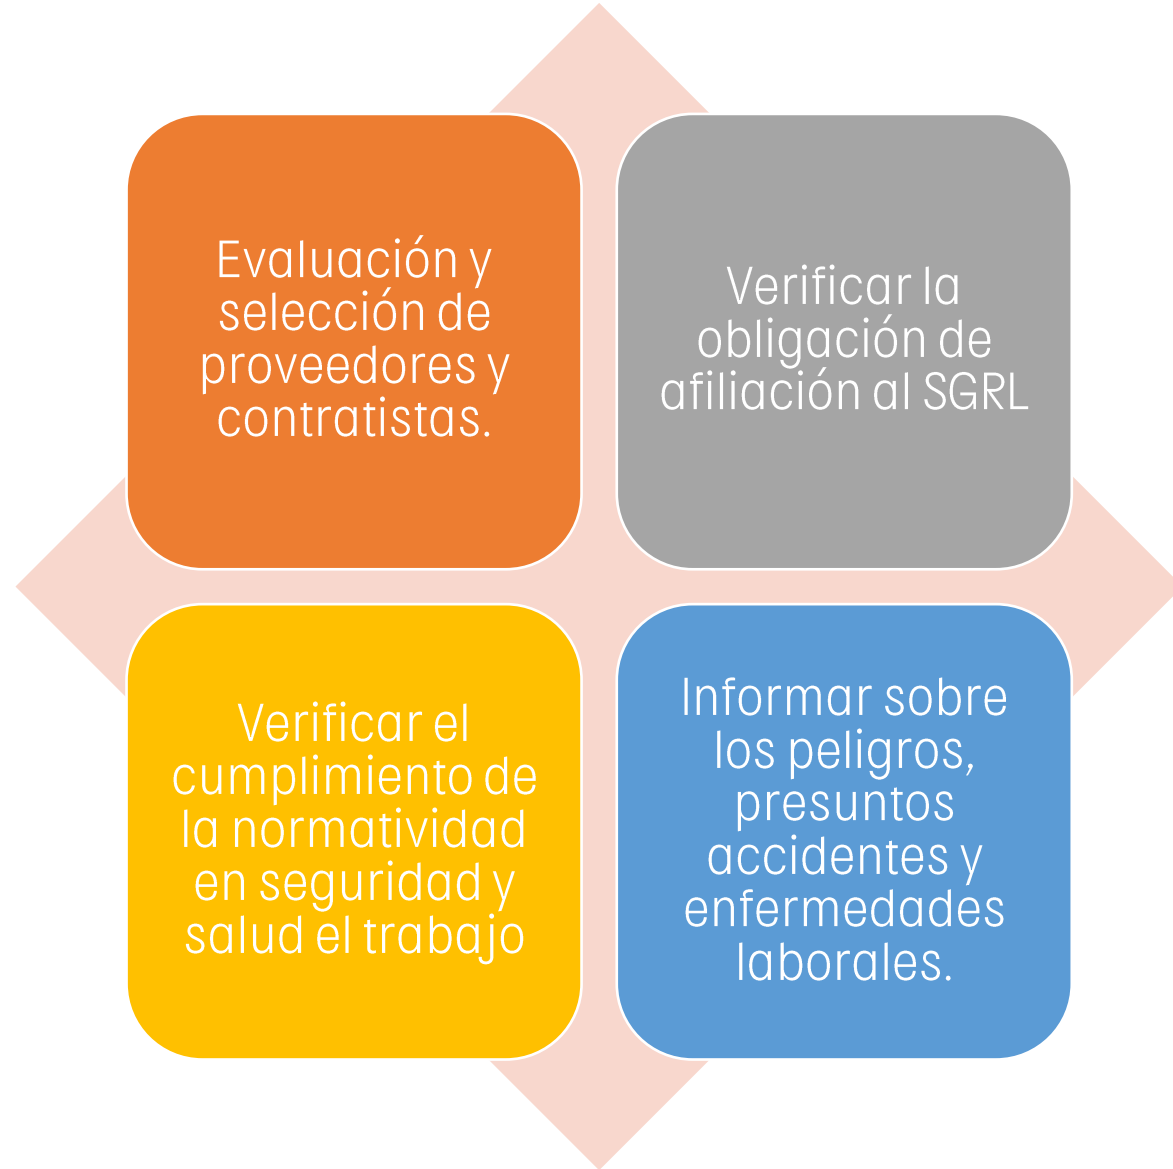 Evaluación y
selección de
proveedores y
contratistas.
Verificar la
obligación de
afiliación al SGRL
Verificar el
cumplimiento de
la normatividad
en seguridad y
salud el trabajo
Informar sobre
los peligros,
presuntos
accidentes y
enfermedades
laborales.